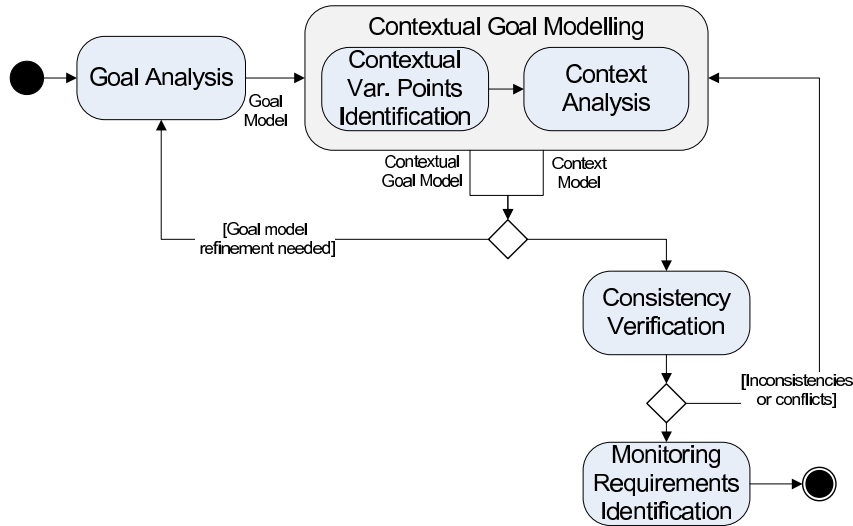 Contextual Goal Modelling
Goal Analysis
Goal
Model
Contextual
Var. Points
Identification
Context
Analysis
Contextual
Goal Model
Context
Model
[Goal model
refinement needed]
Consistency
Verification
[Inconsistencies
or conflicts]
Monitoring
Requirements
Identification